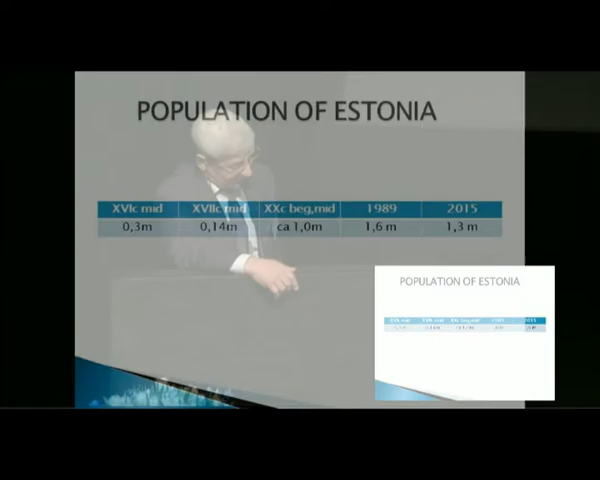 POPULATION OF ESTONIA
XVIc mid XVIIc mid XXc beg,mid 1989 2015
0,3m 0,14m ca 1,0m 1,6 m 1,3 m
POPULATION OF ESTONIA